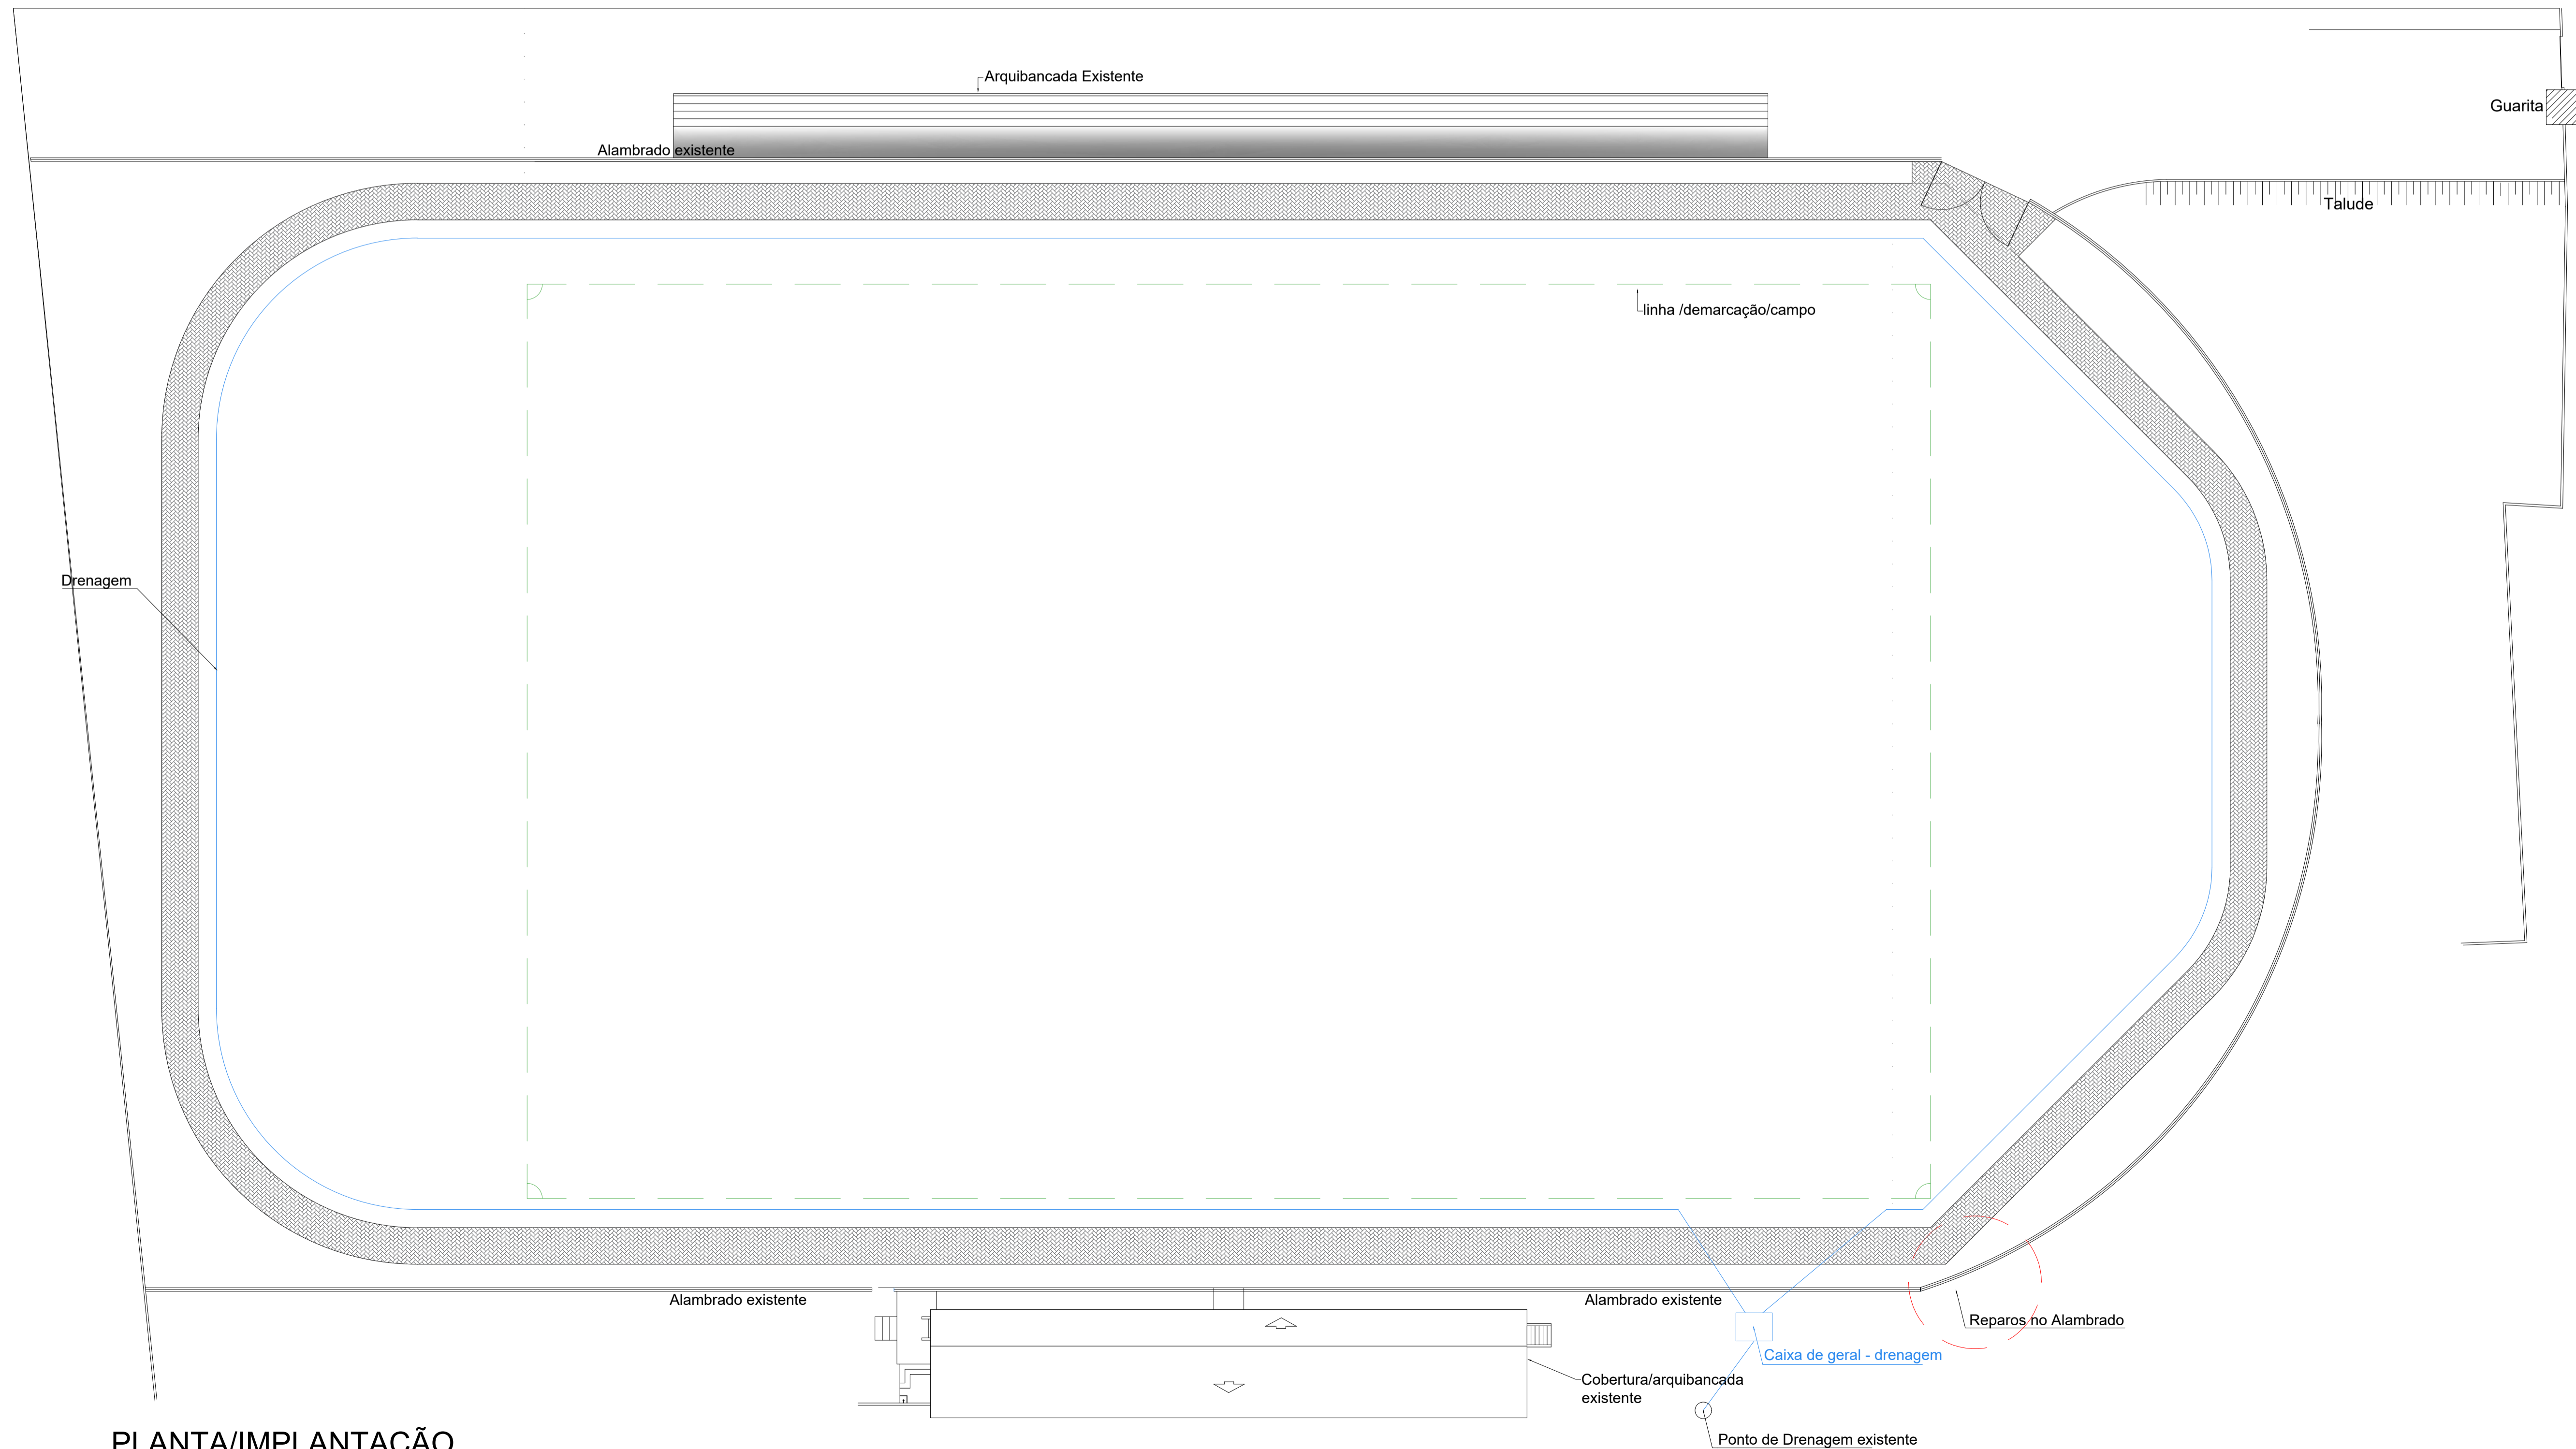 Arquibancada Existente
Guarita
Alambrado existente
Talude
linha /demarcação/campo
Drenagem
Alambrado existente
Alambrado existente
Reparos no Alambrado
Caixa de geral - drenagem
Cobertura/arquibancada
existente
Ponto de Drenagem existente
PLANTA/IMPLANTAÇÃO